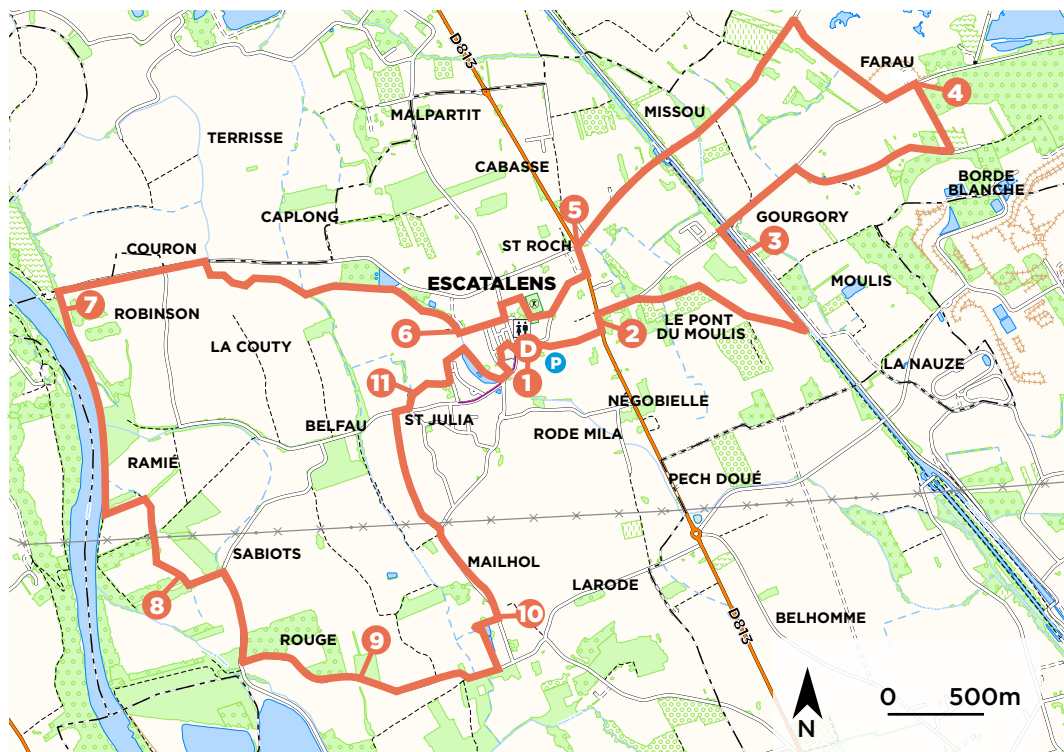 D813
FARAU
4
MALPARTIT
MISSOU
TERRISSE
CABASSE
BORDE
BLANCHE
5
CAPLONG
GOURGORY
ST ROCH
3
COURON
MOULIS
ESCATALENS
7
ROBINSON
6
LE PONT
DU MOULIS
2
LA COUTY
D
P
LA NAUZE
11
1
NÉGOBIELLE
ST JULIA
BELFAU
RODE MILA
RAMIÉ
PECH DOUÉ
SABIOTS
MAILHOL
LARODE
8
10
BELHOMME
D813
ROUGE
9
0 500m
N